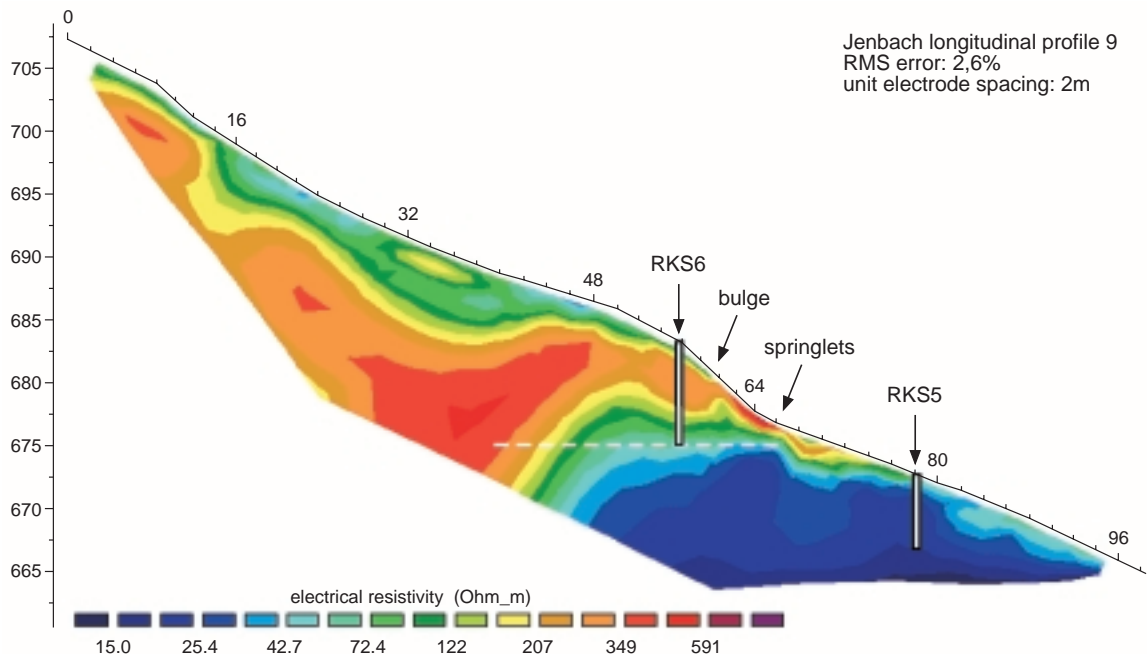 Jenbach longitudinal profile 9
RMS error: 2,6%
unit electrode spacing: 2m
0
16
32
48
64
80
96
RKS6
bulge
springlets
RKS5
705
700
695
690
685
680
675
670
665
electrical resistivity (Ohm_m)
15.0 25.4 42.7 72.4 122 207 349 591